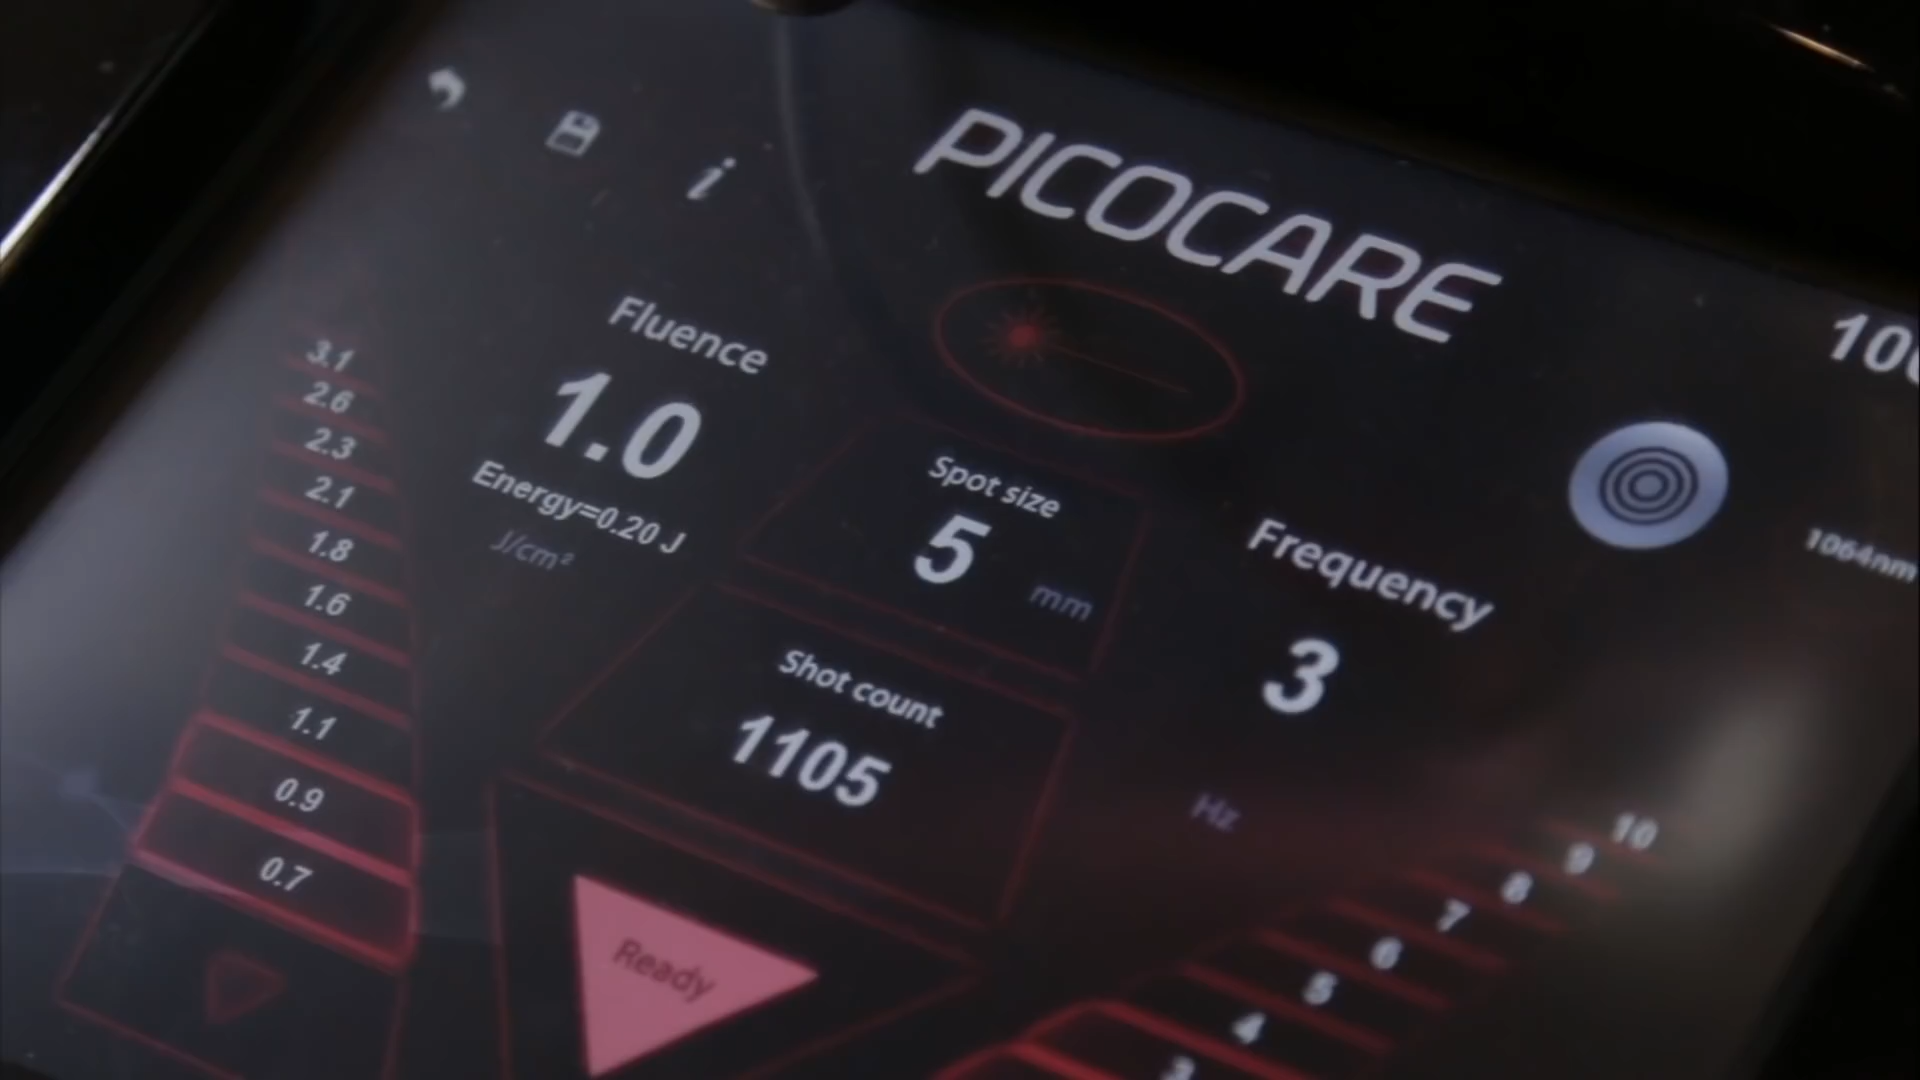 i
PICOCARE
Fluence
1.0
Energy=0.20 J
J/cm²
3.1
2.6
2.3
2.1
1.8
1.6
1.4
1.1
0.9
0.7
Spot size
5
mm
Shot count
1105
Ready
Frequency
3
Hz
1064nm
10
9
8
7
6
5
4
3